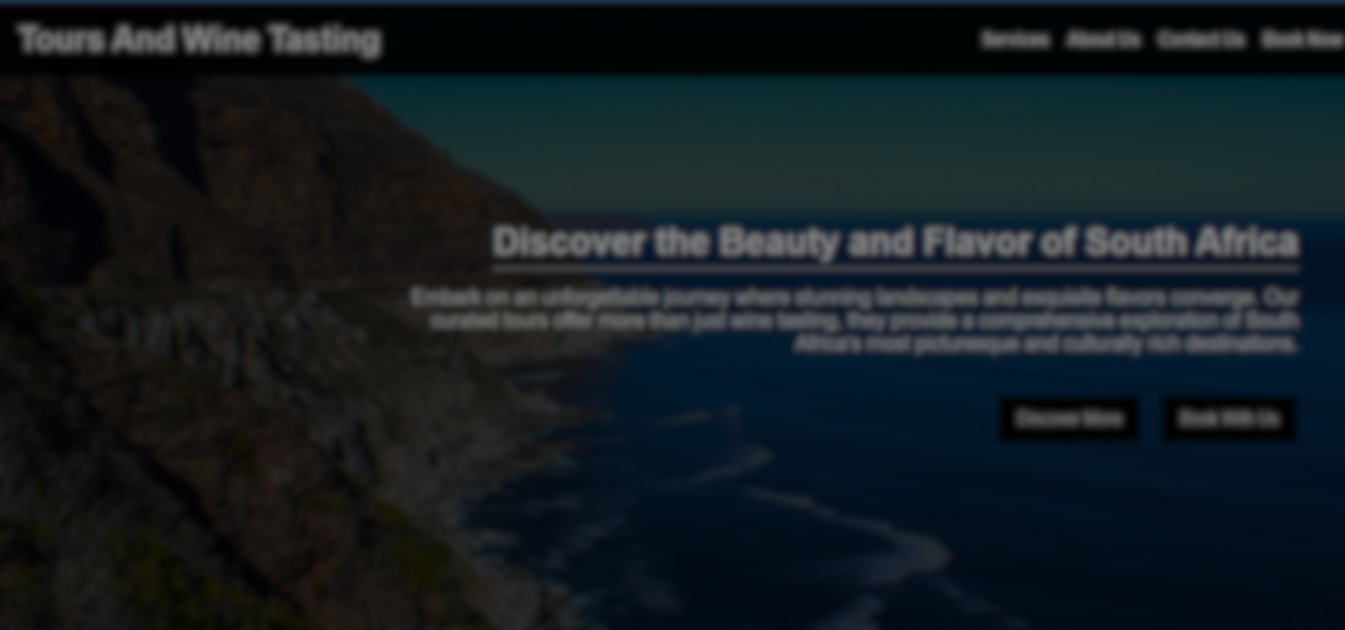 Tours And Wine Tasting
Services About Us Contact Us Book Now
Discover the Beauty and Flavor of South Africa
Embark on an unforgettable journey where stunning landscapes and exquisite flavors converge. Our
curated tours offer more than just wine tasting, they provide a comprehensive exploration of South
Africa's most picturesque and culturally rich destinations.
Discover More Book With Us